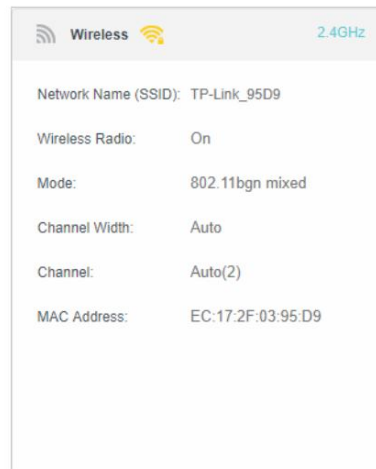 Wireless 2.4GHz
Network Name (SSID): TP-Link_95D9
Wireless Radio: On
Mode: 802.11bgn mixed
Channel Width: Auto
Channel: Auto(2)
MAC Address: EC:17:2F:03:95:D9